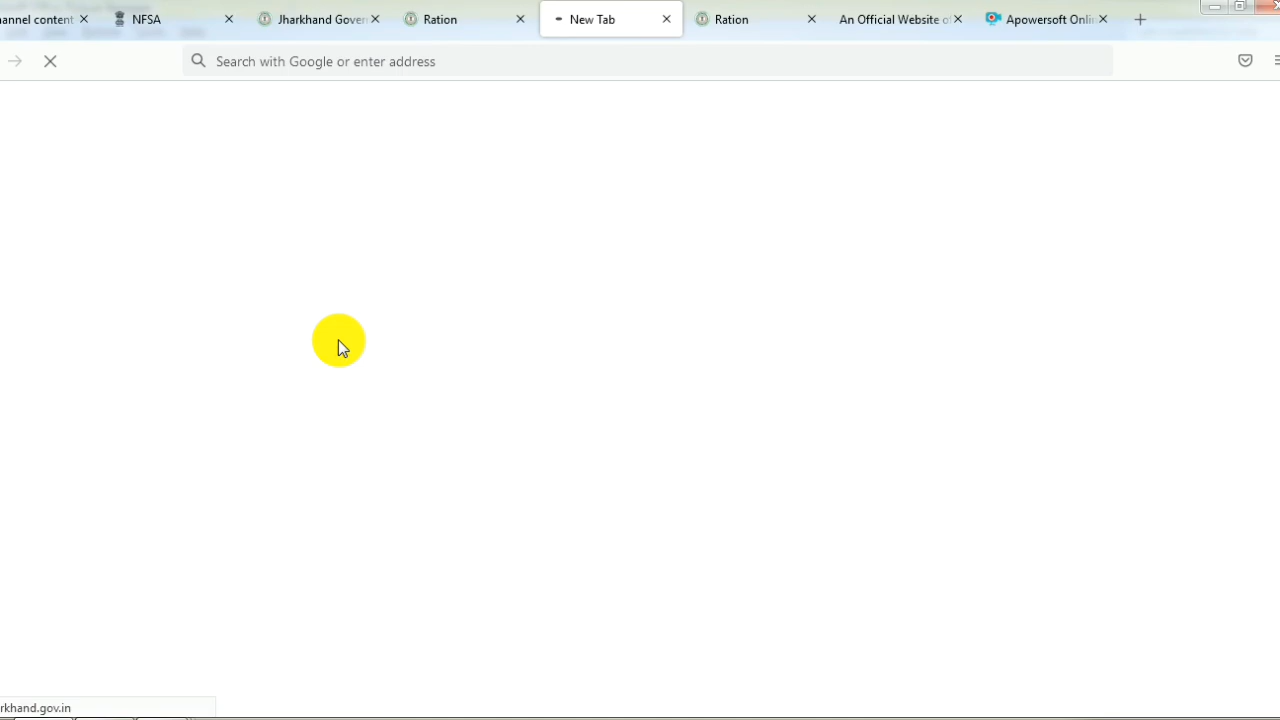 nnel content NFSA Jharkhand Gover Ration New Tab Ration An Official Website o Apowersoft Onli
Search with Google or enter address
rkhand.gov.in